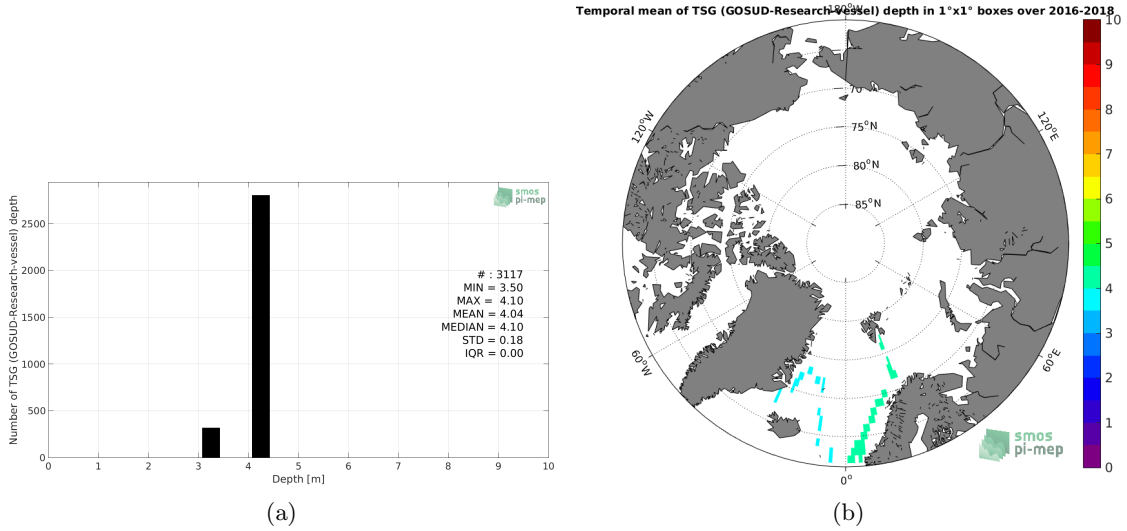 Temporal mean of TSG (GOSUD-Research-vessel) depth in 1°x1° boxes over 2016-2018
Number of TSG (GOSUD-Research-vessel) depth
2500
2000
1500
1000
500
0
0 1 2 3 4 5 6 7 8 9 10
Depth [m]
smos
pi-mep
# : 3117
MIN = 3.50
MAX = 4.10
MEAN = 4.04
MEDIAN = 4.10
STD = 0.18
IQR = 0.00
(a)
180°W
120°W
60°W
0°
60°E
120°E
70°N
75°N
80°N
85°N
smos
pi-mep
10
9
8
7
6
5
4
3
2
1
0
(b)